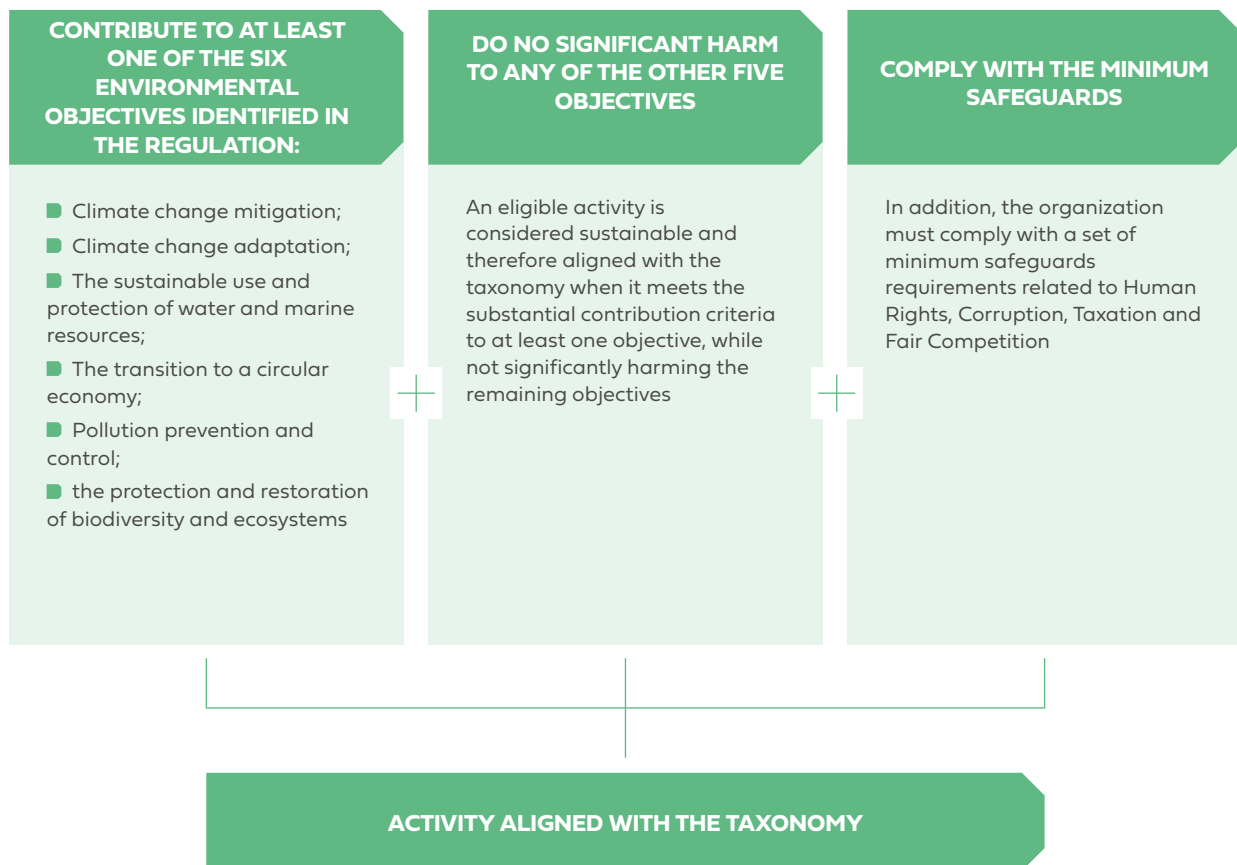 CONTRIBUTE TO AT LEAST
ONE OF THE SIX
ENVIRONMENTAL
OBJECTIVES IDENTIFIED IN
THE REGULATION:
Climate change mitigation;
Climate change adaptation;
The sustainable use and
protection of water and marine
resources;
The transition to a circular
economy;
Pollution prevention and
control;
the protection and restoration
of biodiversity and ecosystems
DO NO SIGNIFICANT HARM
TO ANY OF THE OTHER FIVE
OBJECTIVES
An eligible activity is
considered sustainable and
therefore aligned with the
taxonomy when it meets the
substantial contribution criteria
to at least one objective, while
not significantly harming the
remaining objectives
COMPLY WITH THE MINIMUM
SAFEGUARDS
In addition, the organization
must comply with a set of
minimum safeguards
requirements related to Human
Rights, Corruption, Taxation and
Fair Competition
ACTIVITY ALIGNED WITH THE TAXONOMY